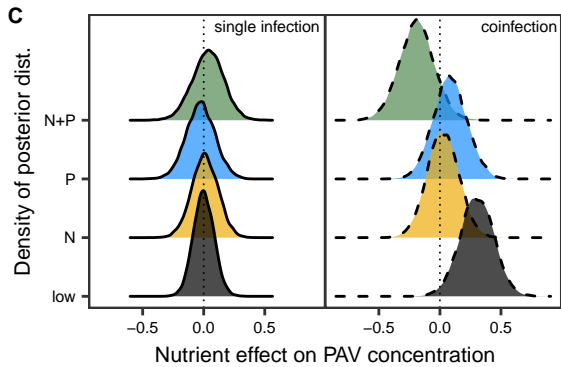 C
single infection
coinfection
Density of posterior dist.
N+P
P
N
low
−0.5 0.0 0.5
−0.5 0.0 0.5
Nutrient effect on PAV concentration